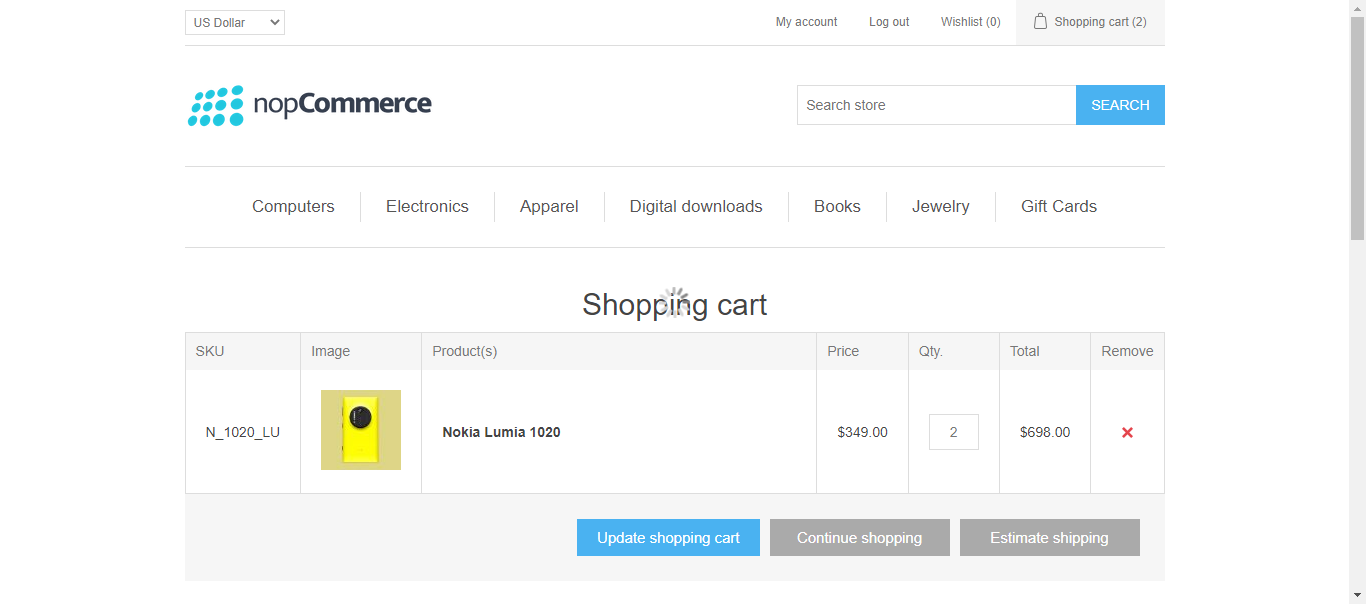 US Dollar
My account
Log out
Wishlist (0)
Shopping cart (2)
nopCommerce
Search store
SEARCH
Computers
Electronics
Apparel
Digital downloads
Books
Jewelry
Gift Cards
Shopping cart
SKU
Image
Product(s)
Price
Qty.
Total
Remove
N_1020_LU
Nokia Lumia 1020
$349.00
2
$698.00
Update shopping cart
Continue shopping
Estimate shipping